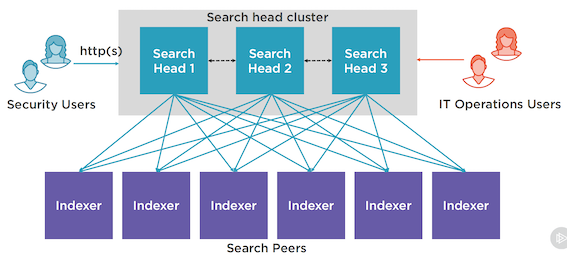 Search head cluster
http(s)
Security Users
Search
Head 1
Search
Head 2
Search
Head 3
IT Operations Users
Indexer
Indexer
Indexer
Indexer
Indexer
Indexer
Search Peers